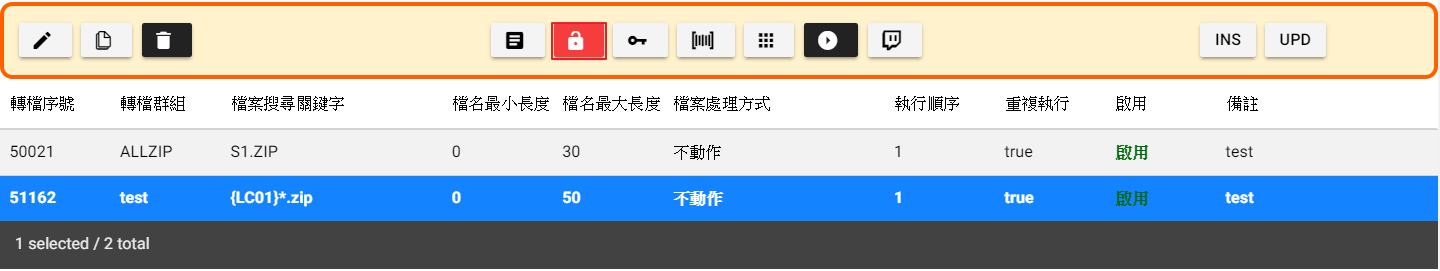 INS UPD
轉檔序號 轉檔群組 檔案搜尋關鍵字 檔名最小長度 檔名最大長度 檔案處理方式 執行順序 重複執行 啟用 備註
50021 ALLZIP S1.ZIP 0 30 不動作 1 true 啟用 test
51162 test {LC01}*.zip 0 50 不動作 1 true 啟用 test
1 selected / 2 total